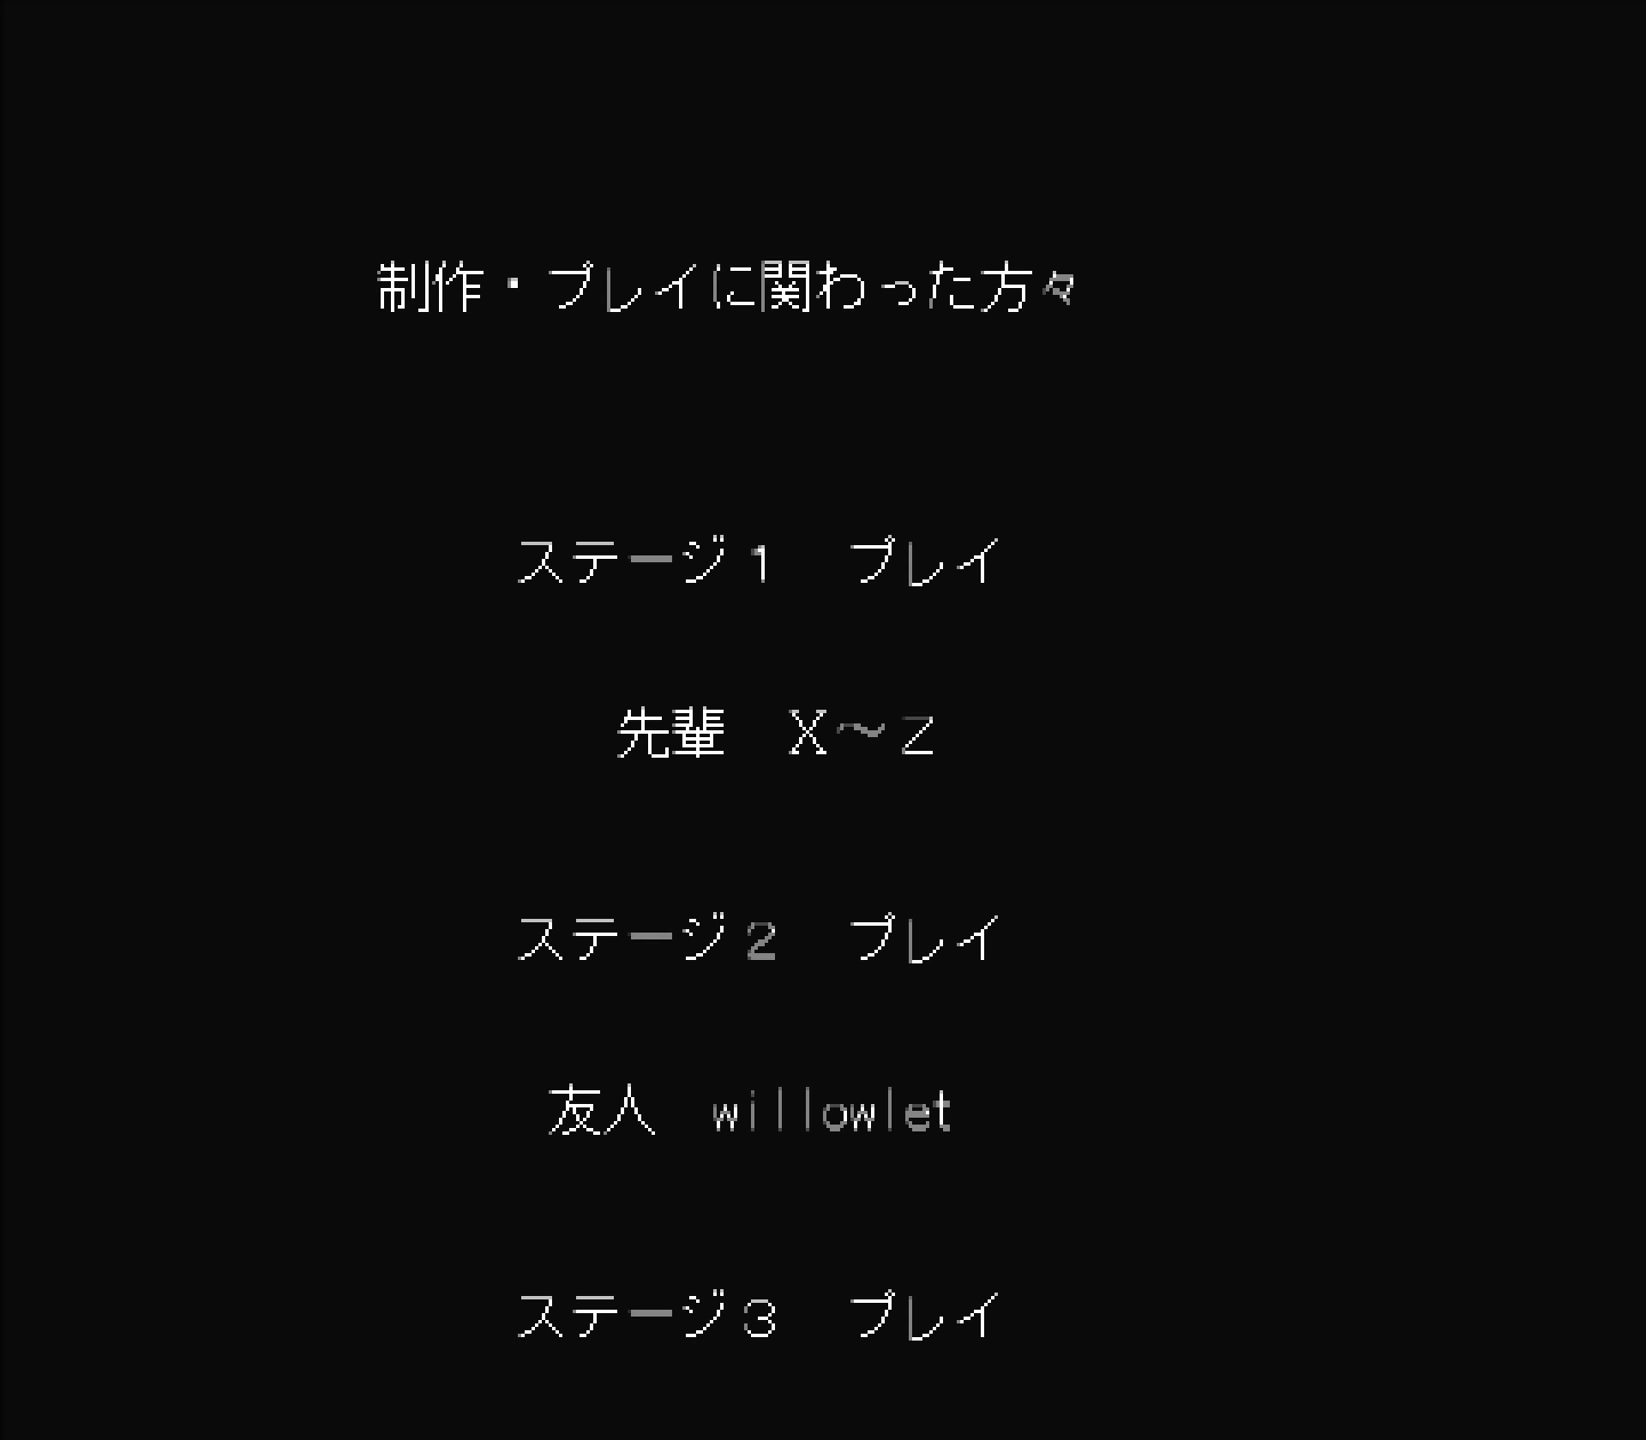 制作・プレイに関わった方々
ステージ１　プレイ
先輩　Ｘ～Ｚ
ステージ２　プレイ
友人　willowlet
ステージ３　プレイ